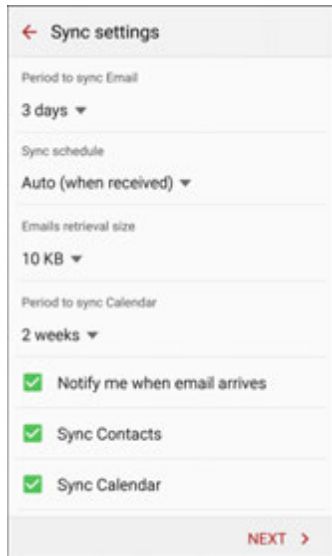 Sync settings
Period to sync Email
3 days
Sync schedule
Auto (when received)
Emails retrieval size
10 KB
Period to sync Calendar
2 weeks
Notify me when email arrives
Sync Contacts
Sync Calendar
NEXT